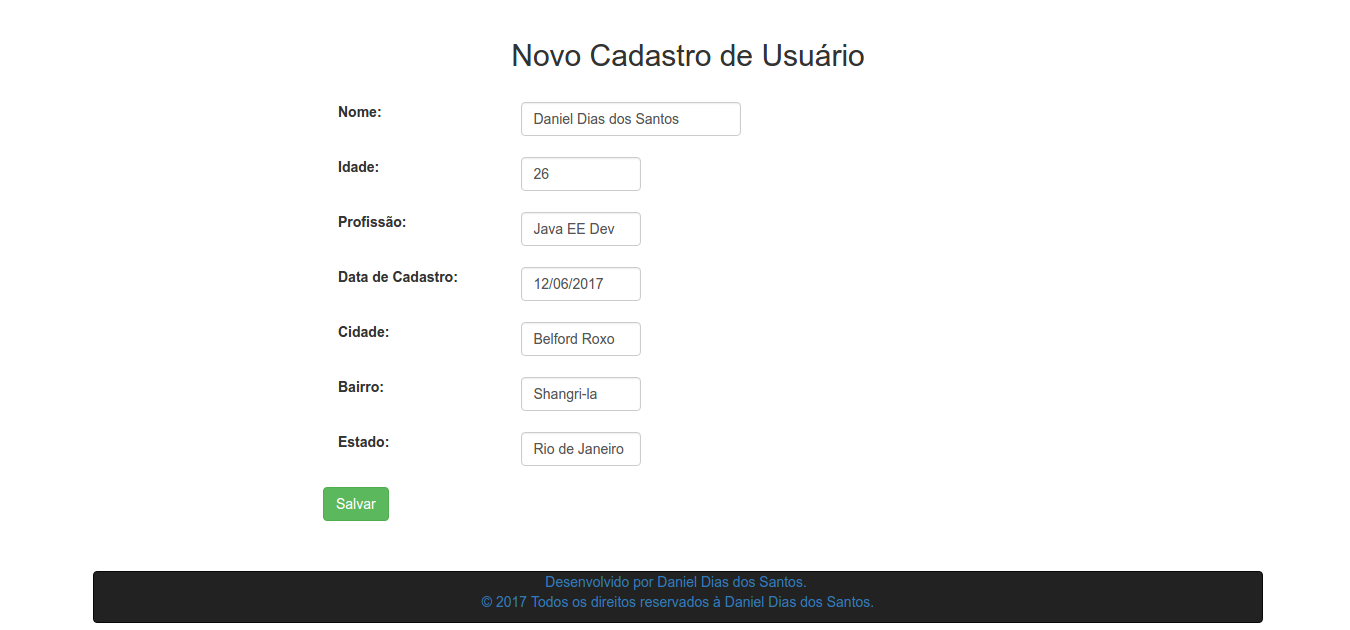 Novo Cadastro de Usuário
Nome: Daniel Dias dos Santos
Idade: 26
Profissão: Java EE Dev
Data de Cadastro: 12/06/2017
Cidade: Belford Roxo
Bairro: Shangri-la
Estado: Rio de Janeiro
Salvar
Desenvolvido por Daniel Dias dos Santos.
© 2017 Todos os direitos reservados à Daniel Dias dos Santos.